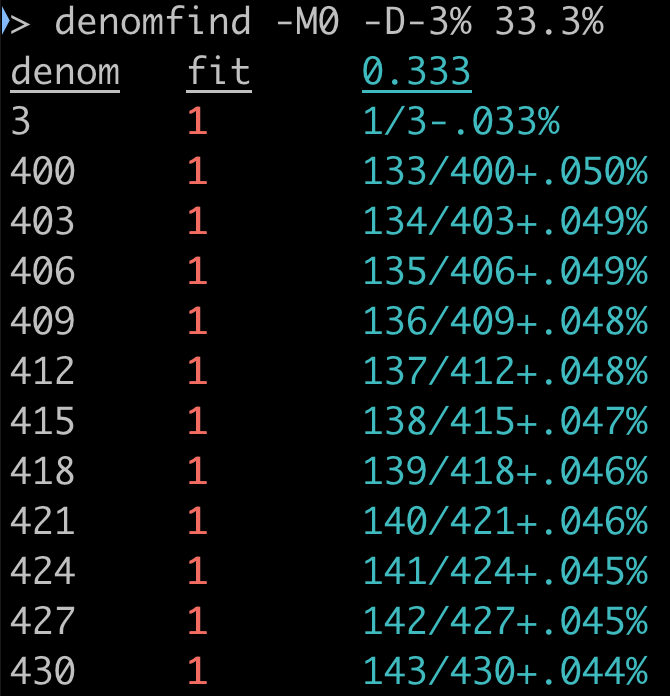 > denomfind -M0 -D-3% 33.3%
denom fit 0.333
3 1 1/3-.033%
400 1 133/400+.050%
403 1 134/403+.049%
406 1 135/406+.049%
409 1 136/409+.048%
412 1 137/412+.048%
415 1 138/415+.047%
418 1 139/418+.046%
421 1 140/421+.046%
424 1 141/424+.045%
427 1 142/427+.045%
430 1 143/430+.044%